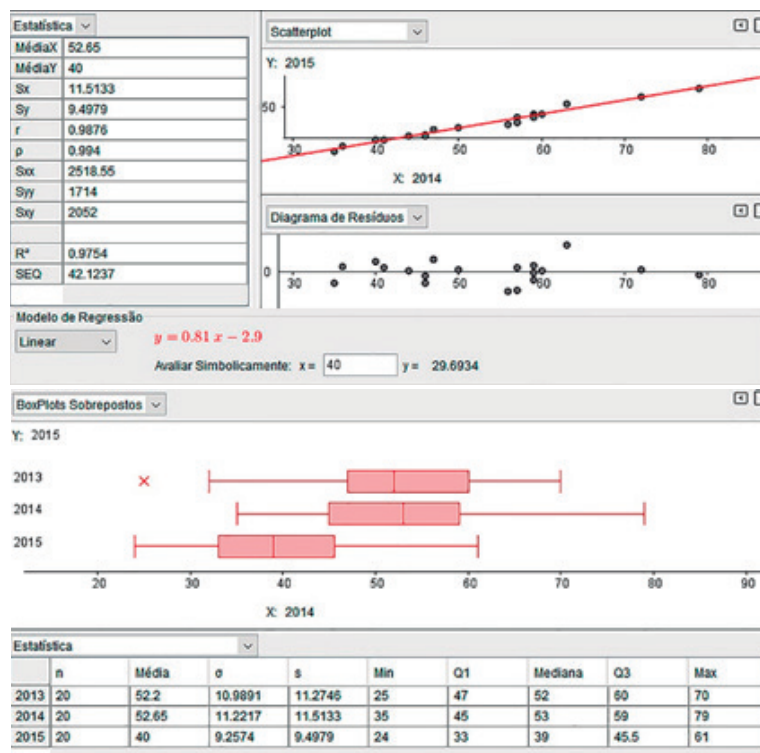 Estatística
MédiaX 52.65
MédiaY 40
Sx 11.5133
Sy 9.4979
r 0.9876
ρ 0.994
Sxx 2518.55
Syy 1714
Sxy 2052
R² 0.9754
SEQ 42.1237
Scatterplot
Y: 2015
50
30 40 50 60 70 80
X: 2014
Diagrama de Resíduos
0
30 40 50 60 70 80
Modelo de Regressão
Linear
y = 0.81 x − 2.9
Avaliar Simbolicamente: x = 40 y = 29.6934
BoxPlots Sobrepostos
Y: 2015
2013
2014
2015
20 30 40 50 60 70 80 90
X: 2014
Estatística
n Média σ s Min Q1 Mediana Q3 Max
2013 20 52.2 10.9891 11.2746 25 47 52 60 70
2014 20 52.65 11.2217 11.5133 35 45 53 59 79
2015 20 40 9.2574 9.4979 24 33 39 45.5 61